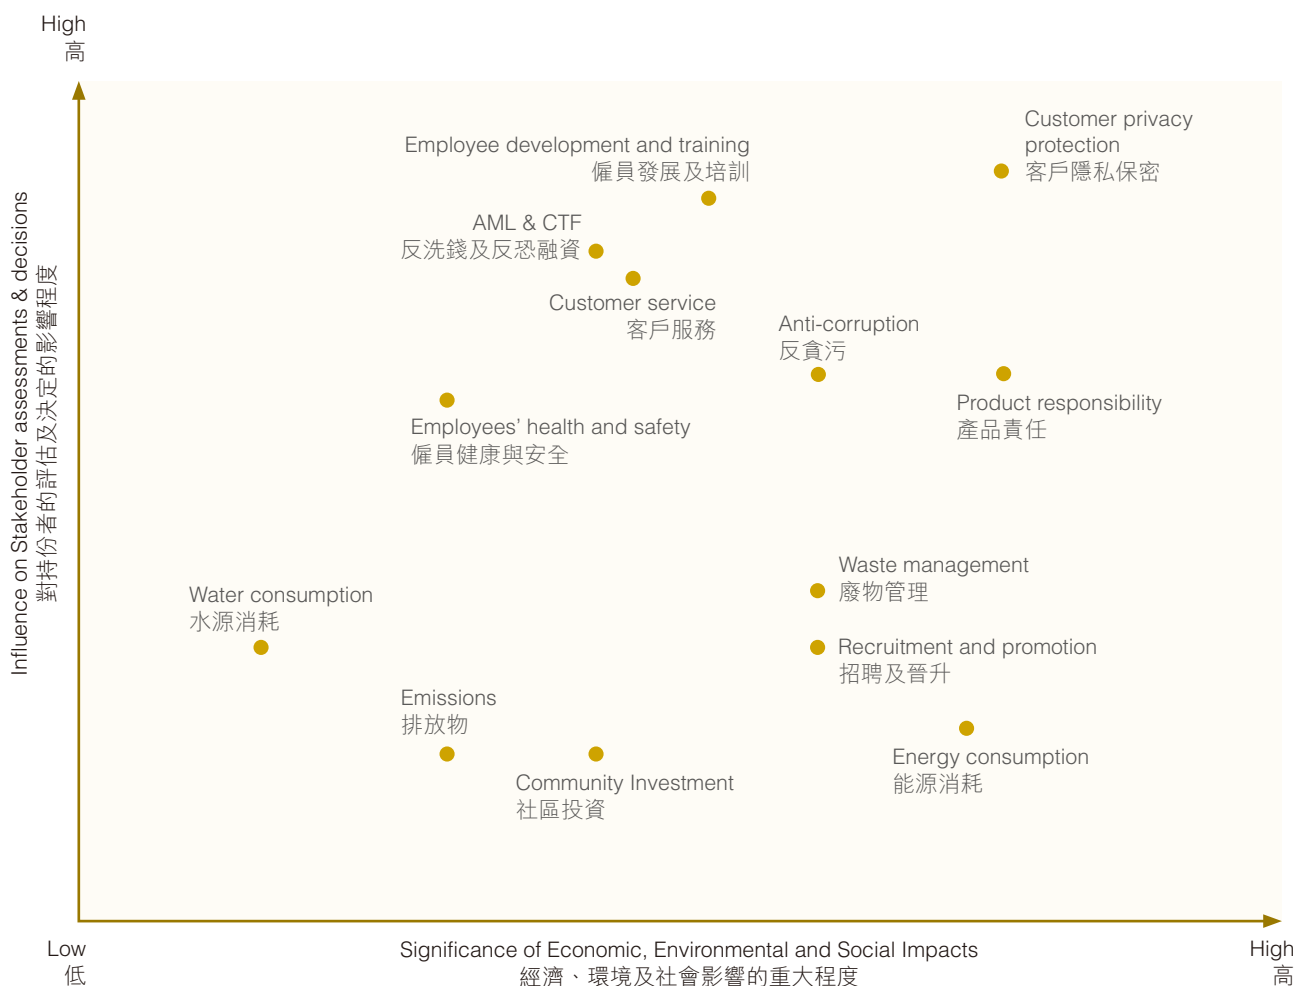 High
高
Customer privacy
protection
客戶隱私保密
Employee development and training
僱員發展及培訓
AML & CTF
反洗錢及反恐融資
Customer service
客戶服務
Anti-corruption
反貪污
Product responsibility
產品責任
Employees’ health and safety
僱員健康與安全
Influence on Stakeholder assessments & decisions
對持份者的評估及決定的影響程度
Waste management
廢物管理
Water consumption
水源消耗
Recruitment and promotion
招聘及晉升
Emissions
排放物
Energy consumption
能源消耗
Community Investment
社區投資
Low
低
Significance of Economic, Environmental and Social Impacts
經濟、環境及社會影響的重大程度
High
高